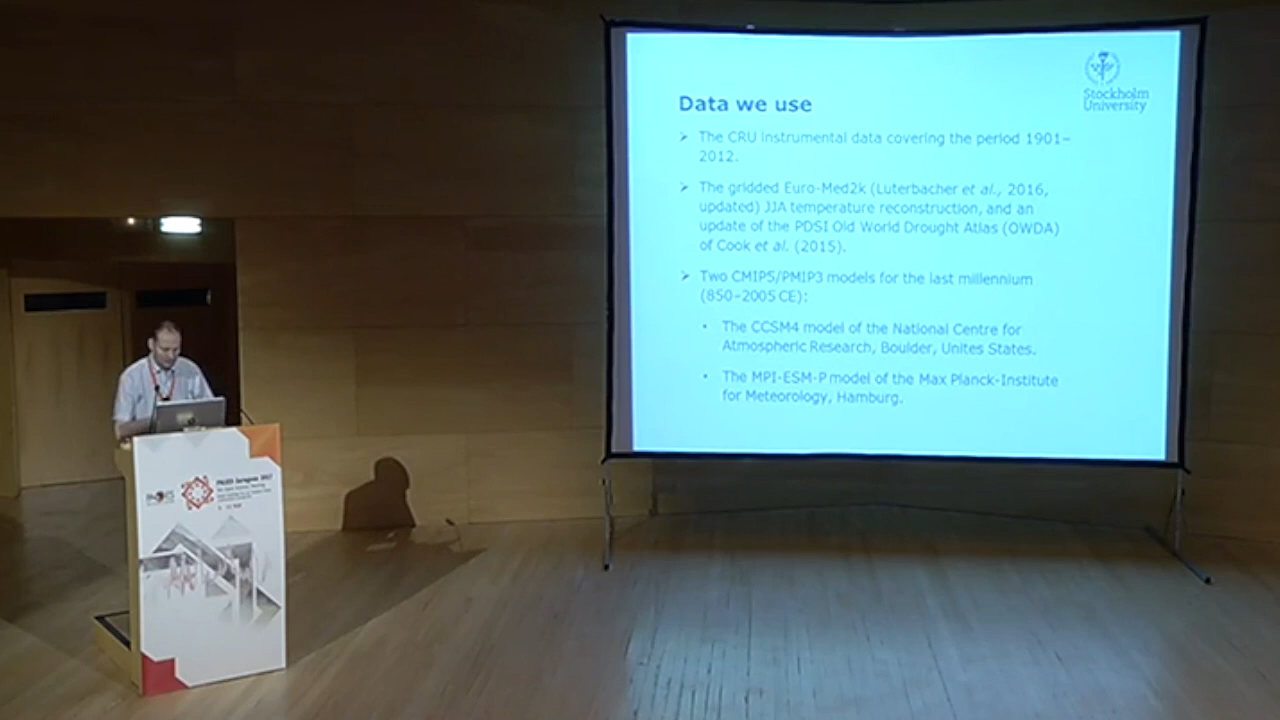 Stockholm
University
Data we use
The CRU instrumental data covering the period 1901–
2012.
The gridded Euro-Med2k (Luterbacher et al., 2016,
updated) JJA temperature reconstruction, and an
update of the PDSI Old World Drought Atlas (OWDA)
of Cook et al. (2015).
Two CMIP5/PMIP3 models for the last millennium
(850–2005 CE):
• The CCSM4 model of the National Centre for
Atmospheric Research, Boulder, Unites States.
• The MPI-ESM-P model of the Max Planck-Institute
for Meteorology, Hamburg.
PAGES Zaragoza 2017